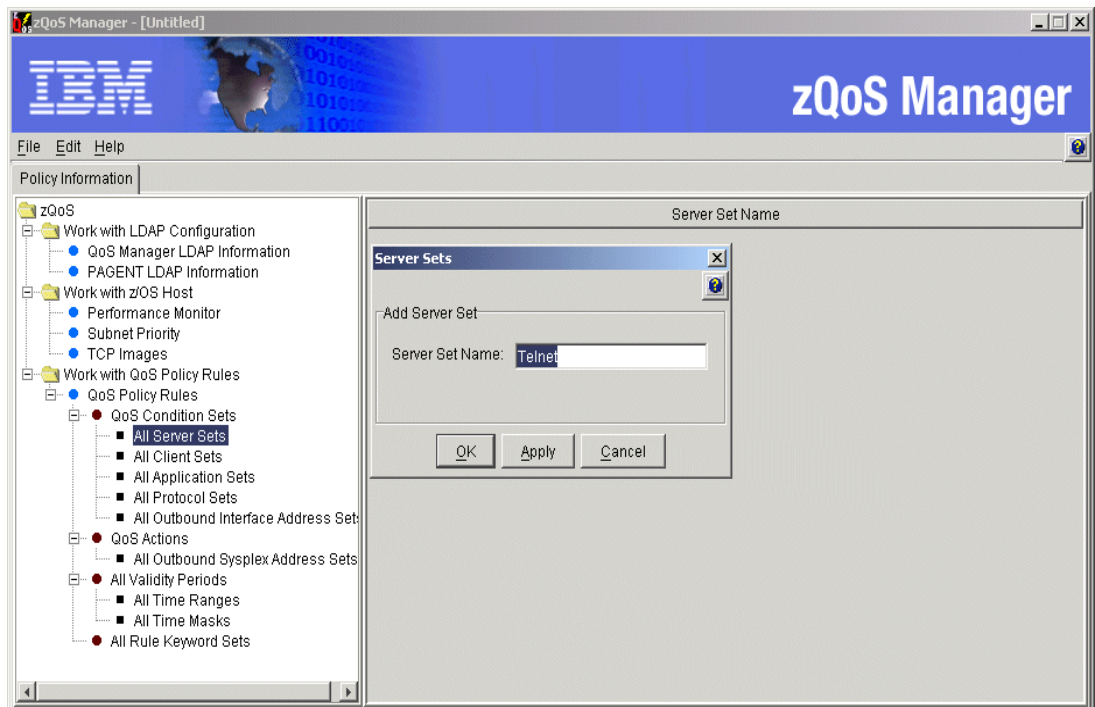 zQoS Manager - [Untitled]
IBM
zQoS Manager
File Edit Help
Policy Information
zQoS
Work with LDAP Configuration
QoS Manager LDAP Information
PAGENT LDAP Information
Work with z/OS Host
Performance Monitor
Subnet Priority
TCP Images
Work with QoS Policy Rules
QoS Policy Rules
QoS Condition Sets
All Server Sets
All Client Sets
All Application Sets
All Protocol Sets
All Outbound Interface Address Set
QoS Actions
All Outbound Sysplex Address Sets
All Validity Periods
All Time Ranges
All Time Masks
All Rule Keyword Sets
Server Set Name
Server Sets
Add Server Set
Server Set Name: Telnet
OK Apply Cancel